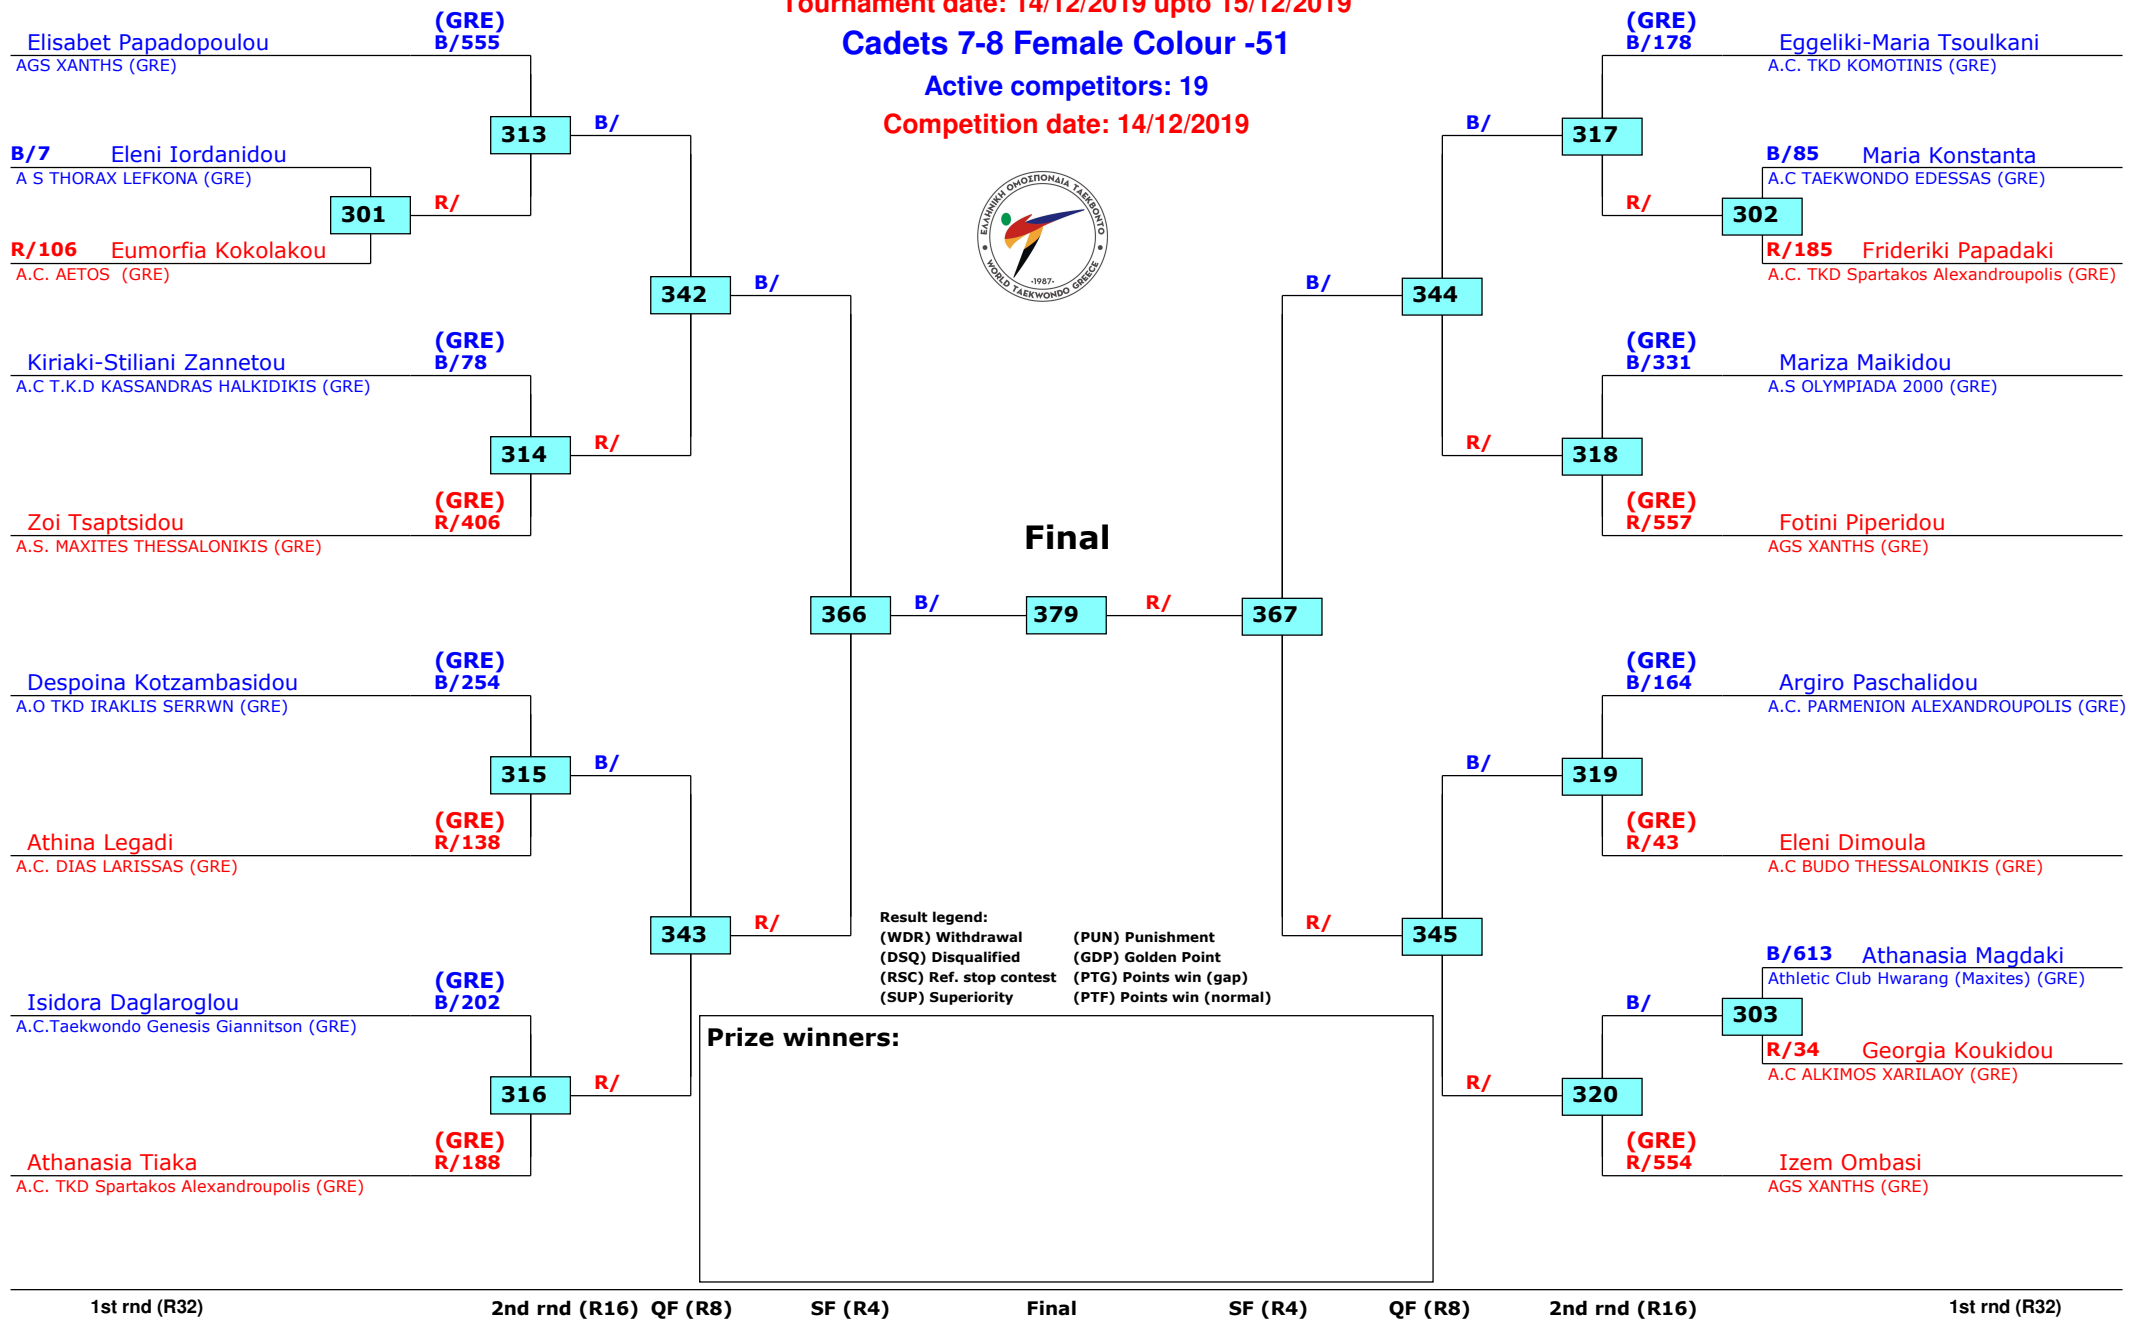 Tournament date: 14/12/2019 upto 15/12/2019
Cadets 7-8 Female Colour -51
Active competitors: 19
Competition date: 14/12/2019
ΕΛΛΗΝΙΚΗ ΟΜΟΣΠΟΝΔΙΑ ΤΑΕΚΒΟΝΤΟ
-1987-
WORLD TAEKWONDO GREECE
(GRE)
Elisabet Papadopoulou B/555
AGS XANTHS (GRE)
313 B/
B/7 Eleni Iordanidou
A S THORAX LEFKONA (GRE)
301 R/
R/106 Eumorfia Kokolakou
A.C. AETOS (GRE)
342 B/
(GRE)
Kiriaki-Stiliani Zannetou B/78
A.C T.K.D KASSANDRAS HALKIDIKIS (GRE)
314 R/
(GRE)
Zoi Tsaptsidou R/406
A.S. MAXITES THESSALONIKIS (GRE)
366 B/
(GRE)
Despoina Kotzambasidou B/254
A.O TKD IRAKLIS SERRWN (GRE)
315 B/
(GRE)
Athina Legadi R/138
A.C. DIAS LARISSAS (GRE)
343 R/
(GRE)
Isidora Daglaroglou B/202
A.C.Taekwondo Genesis Giannitson (GRE)
316 R/
(GRE)
Athanasia Tiaka R/188
A.C. TKD Spartakos Alexandroupolis (GRE)
Final
379
(GRE)
B/178 Eggeliki-Maria Tsoulkani
A.C. TKD KOMOTINIS (GRE)
B/ 317
B/85 Maria Konstanta
A.C TAEKWONDO EDESSAS (GRE)
R/ 302
R/185 Frideriki Papadaki
A.C. TKD Spartakos Alexandroupolis (GRE)
B/ 344
(GRE)
B/331 Mariza Maikidou
A.S OLYMPIADA 2000 (GRE)
R/ 318
(GRE)
R/557 Fotini Piperidou
AGS XANTHS (GRE)
R/ 367
(GRE)
B/164 Argiro Paschalidou
A.C. PARMENION ALEXANDROUPOLIS (GRE)
B/ 319
(GRE)
R/43 Eleni Dimoula
A.C BUDO THESSALONIKIS (GRE)
R/ 345
B/613 Athanasia Magdaki
Athletic Club Hwarang (Maxites) (GRE)
B/ 303
R/34 Georgia Koukidou
A.C ALKIMOS XARILAOY (GRE)
R/ 320
(GRE)
R/554 Izem Ombasi
AGS XANTHS (GRE)
Result legend:
(WDR) Withdrawal (PUN) Punishment
(DSQ) Disqualified (GDP) Golden Point
(RSC) Ref. stop contest (PTG) Points win (gap)
(SUP) Superiority (PTF) Points win (normal)
Prize winners:
1st rnd (R32) 2nd rnd (R16) QF (R8) SF (R4) Final SF (R4) QF (R8) 2nd rnd (R16) 1st rnd (R32)